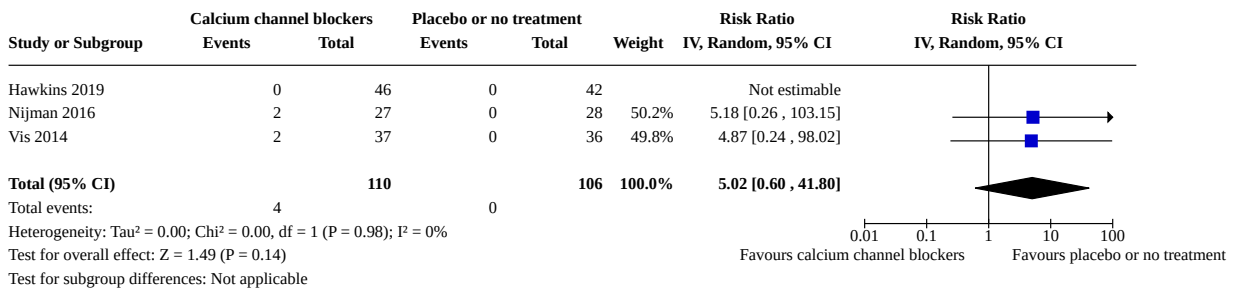 Calcium channel blockers Placebo or no treatment Risk Ratio Risk Ratio
Study or Subgroup Events Total Events Total Weight IV, Random, 95% CI IV, Random, 95% CI
Hawkins 2019 0 46 0 42 Not estimable
Nijman 2016 2 27 0 28 50.2% 5.18 [0.26 , 103.15]
Vis 2014 2 37 0 36 49.8% 4.87 [0.24 , 98.02]
Total (95% CI) 110 106 100.0% 5.02 [0.60 , 41.80]
Total events: 4 0
Heterogeneity: Tau² = 0.00; Chi² = 0.00, df = 1 (P = 0.98); I² = 0%
0.01 0.1 1 10 100
Test for overall effect: Z = 1.49 (P = 0.14) Favours calcium channel blockers Favours placebo or no treatment
Test for subgroup differences: Not applicable